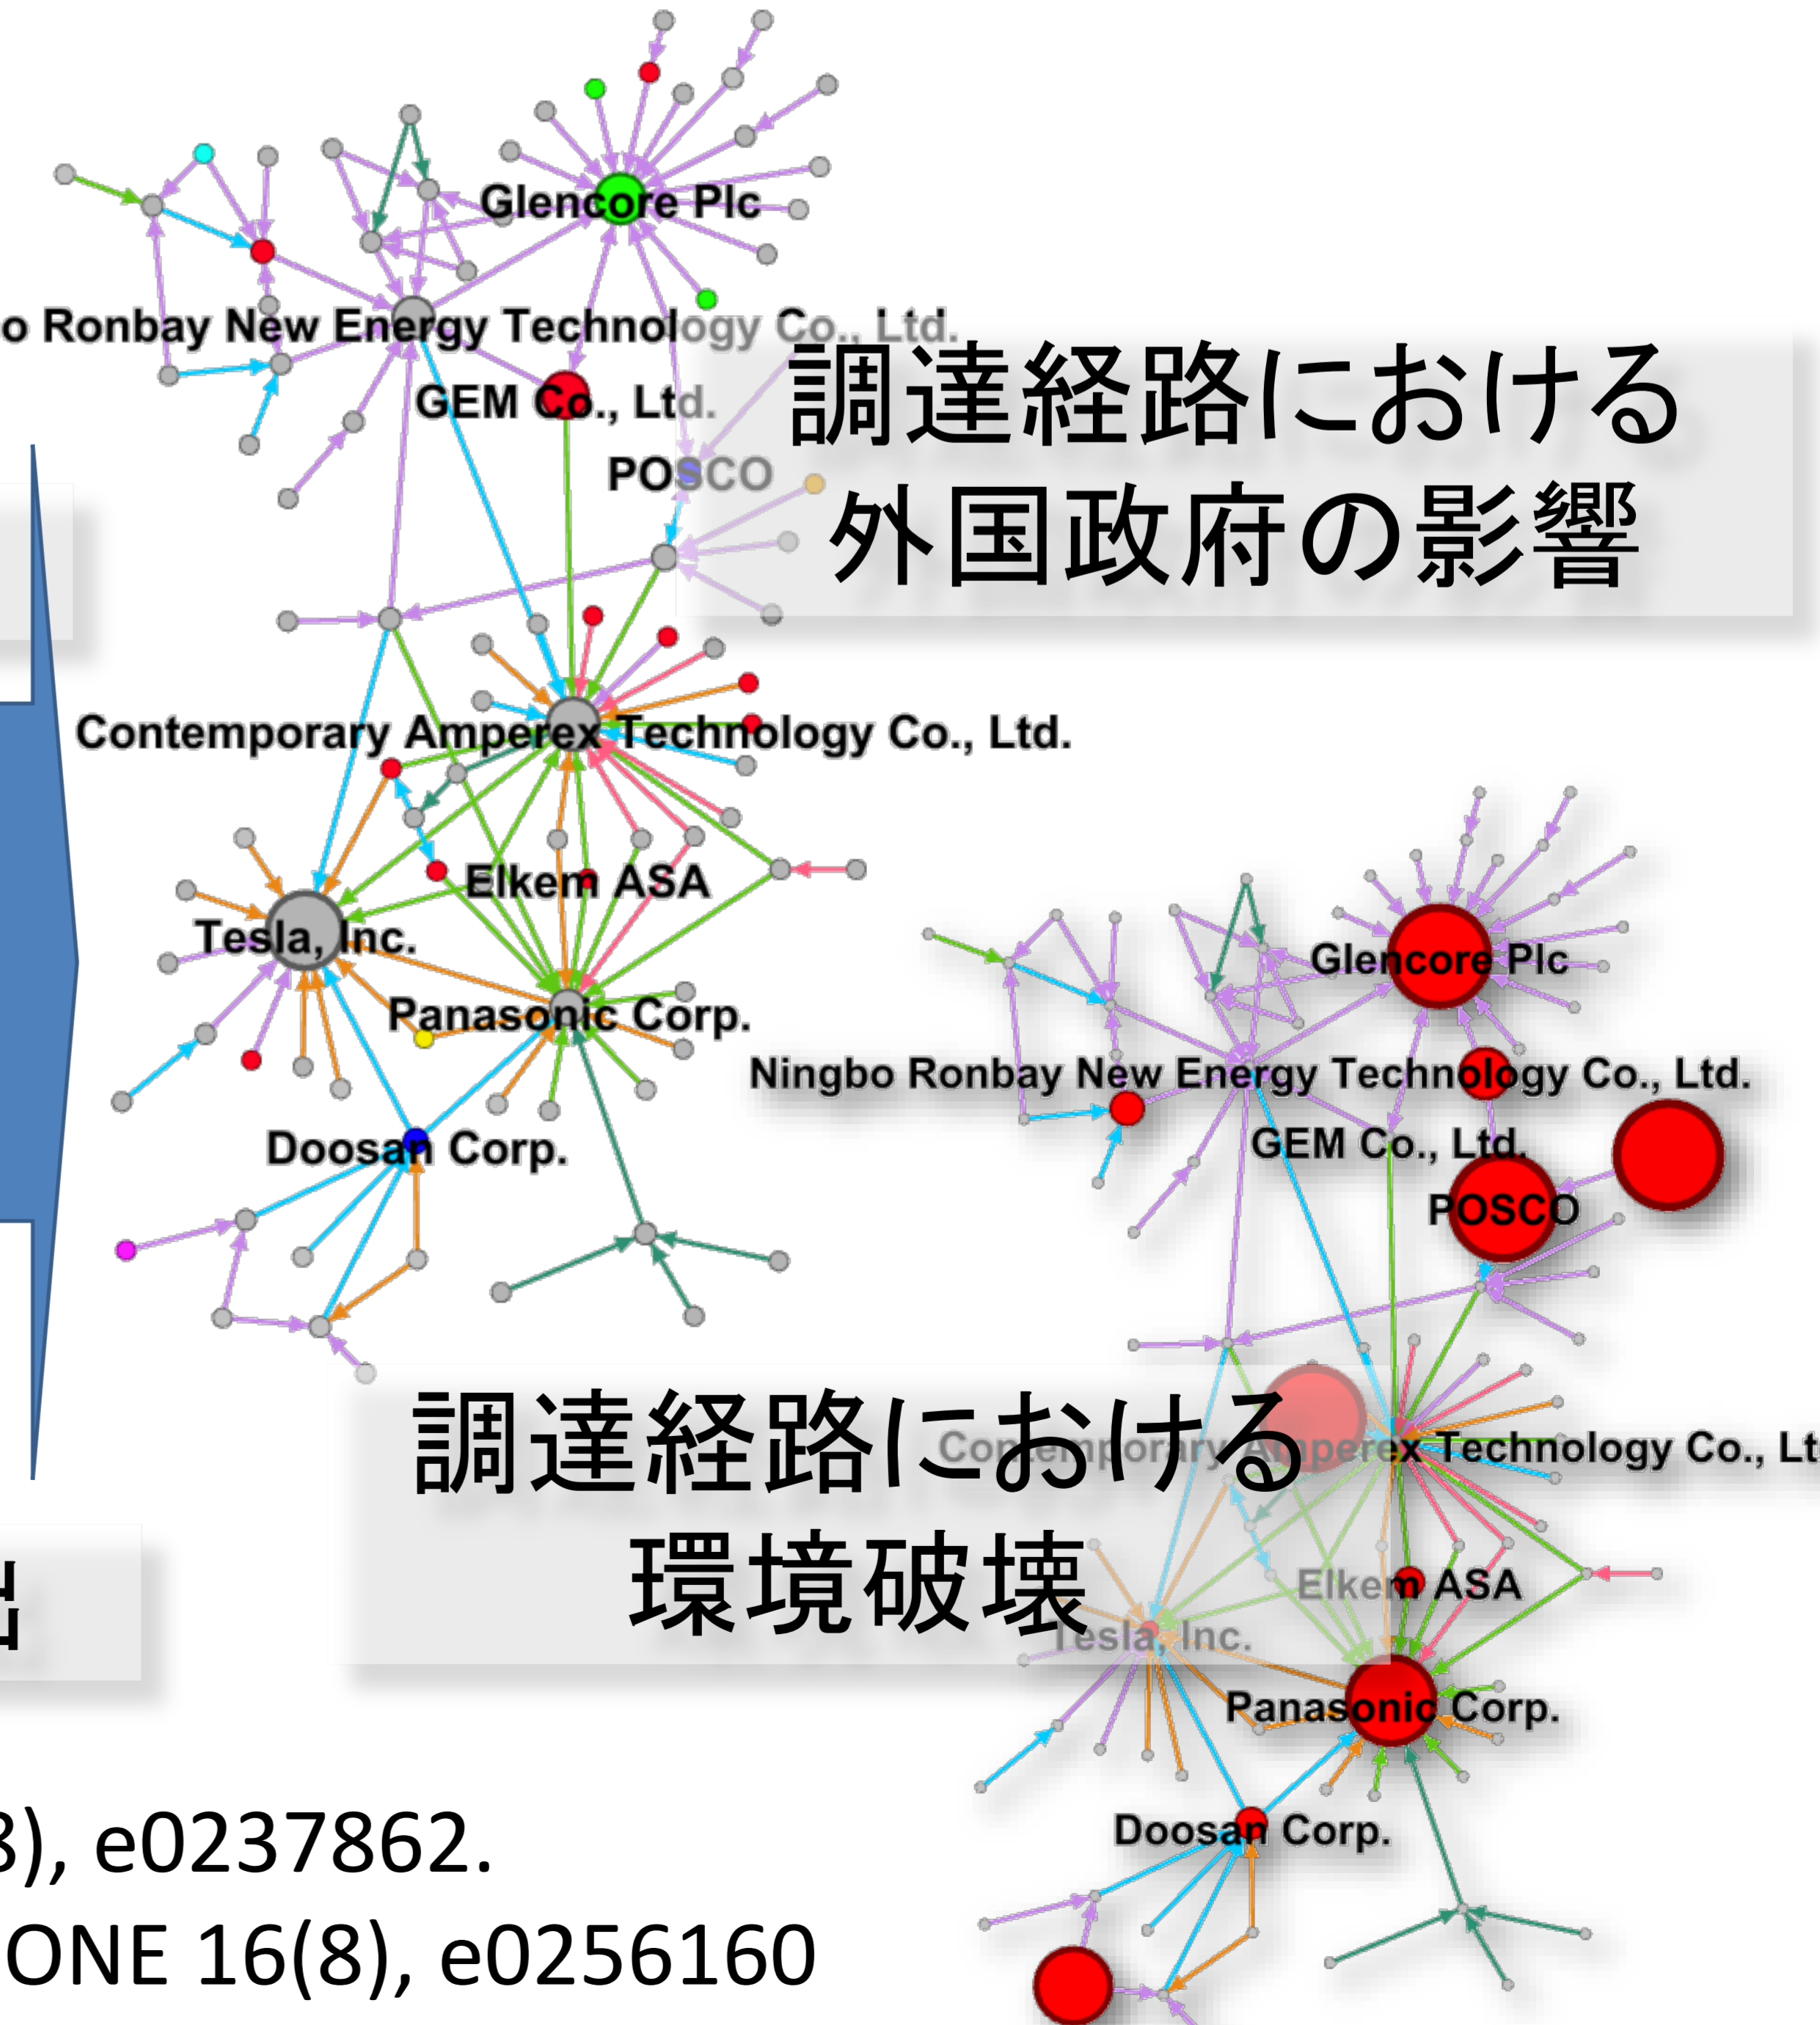 Glencore Plc
o Ronbay New Energy Technology Co., Ltd.
GEM Co., Ltd.
POSCO
調達経路における
外国政府の影響
Contemporary Amperex Technology Co., Ltd.
Elkem ASA
Tesla, Inc.
Panasonic Corp.
Doosan Corp.
Glencore Plc
Ningbo Ronbay New Energy Technology Co., Ltd.
GEM Co., Ltd.
POSCO
調達経路における
環境破壊
Contemporary Amperex Technology Co., Lt
Elkem ASA
Tesla, Inc.
Panasonic Corp.
Doosan Corp.
出
8), e0237862.
ONE 16(8), e0256160